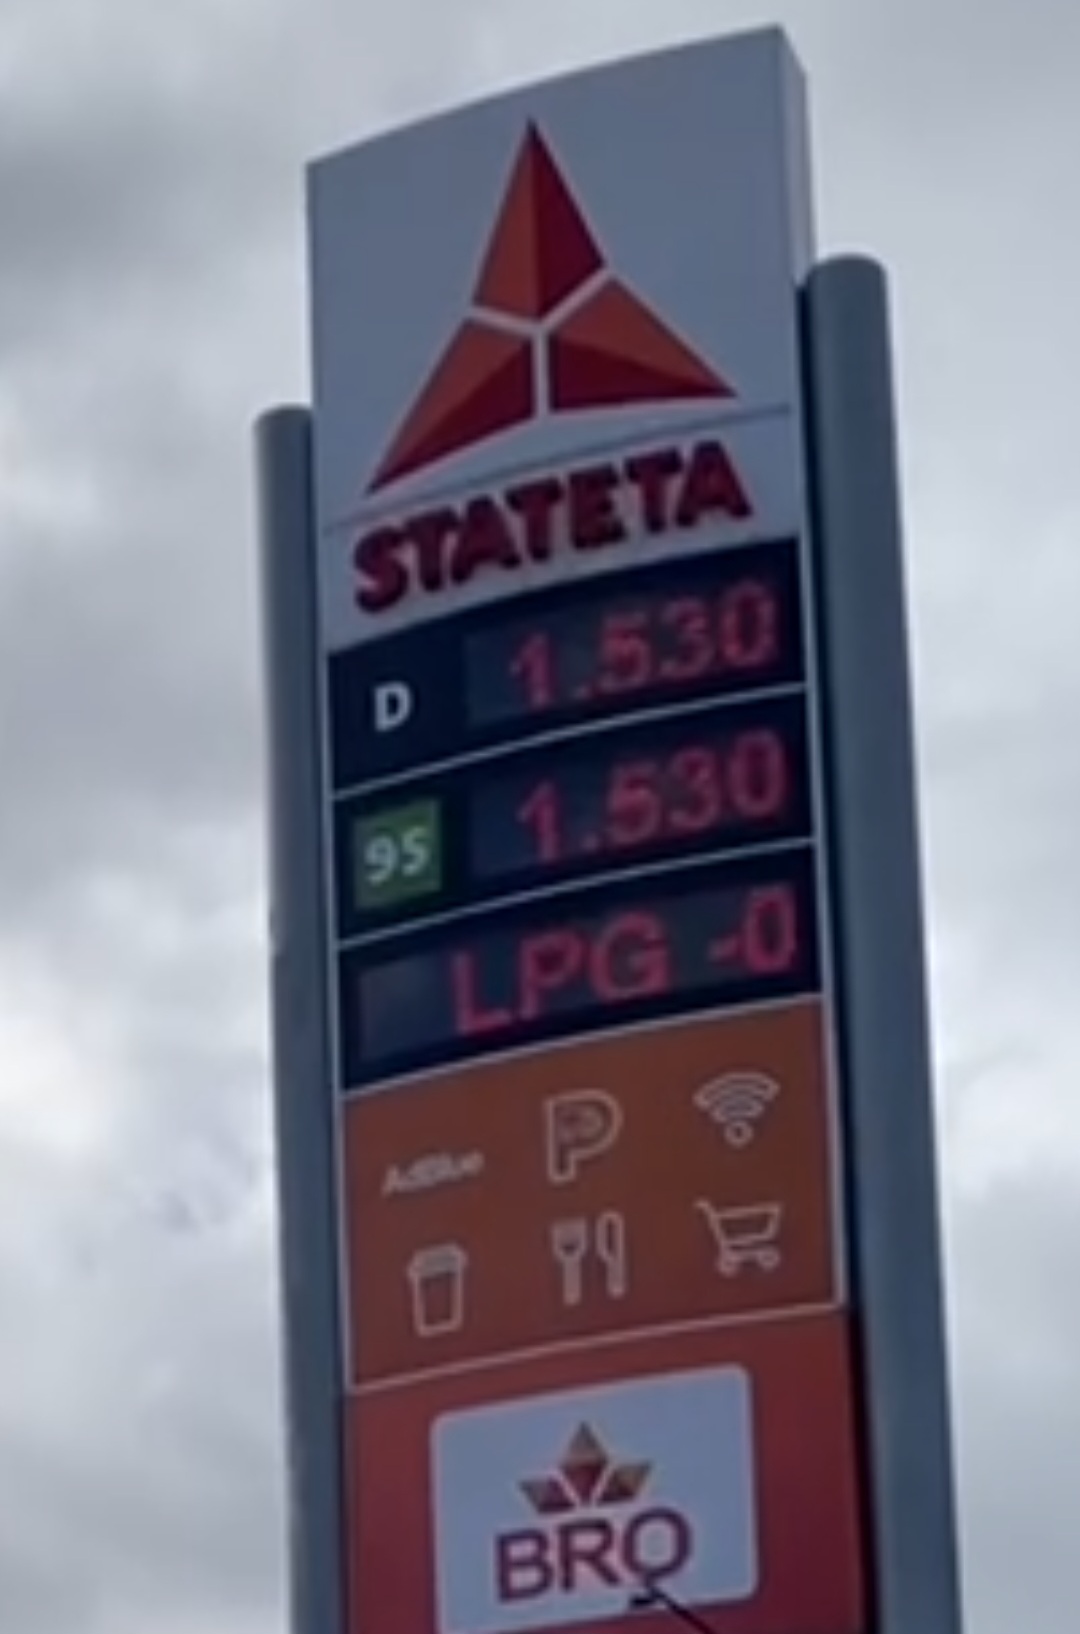 STATETA
D 1.530
95 1.530
LPG -0
AdBlue P
BRO